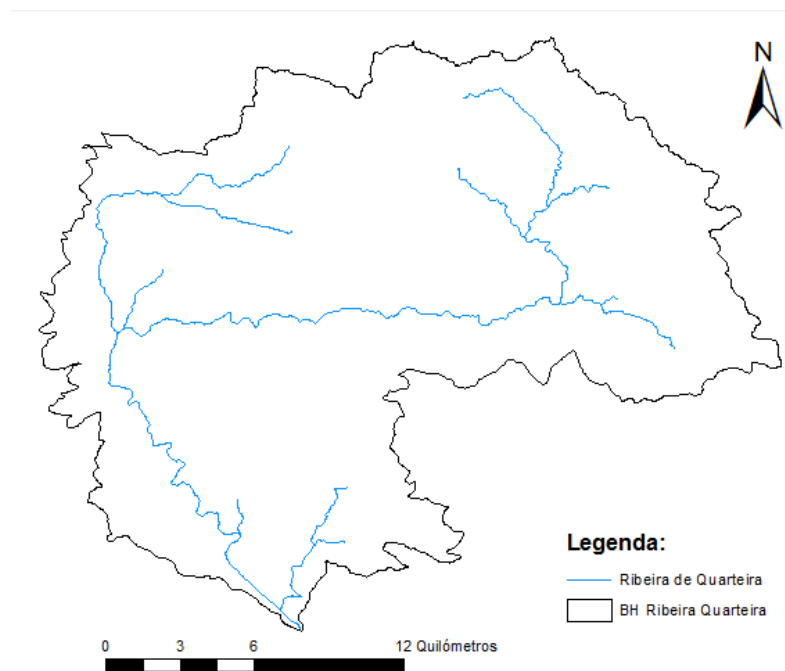 N
Legenda:
Ribeira de Quarteira
BH Ribeira Quarteira
0 3 6 12 Quilómetros